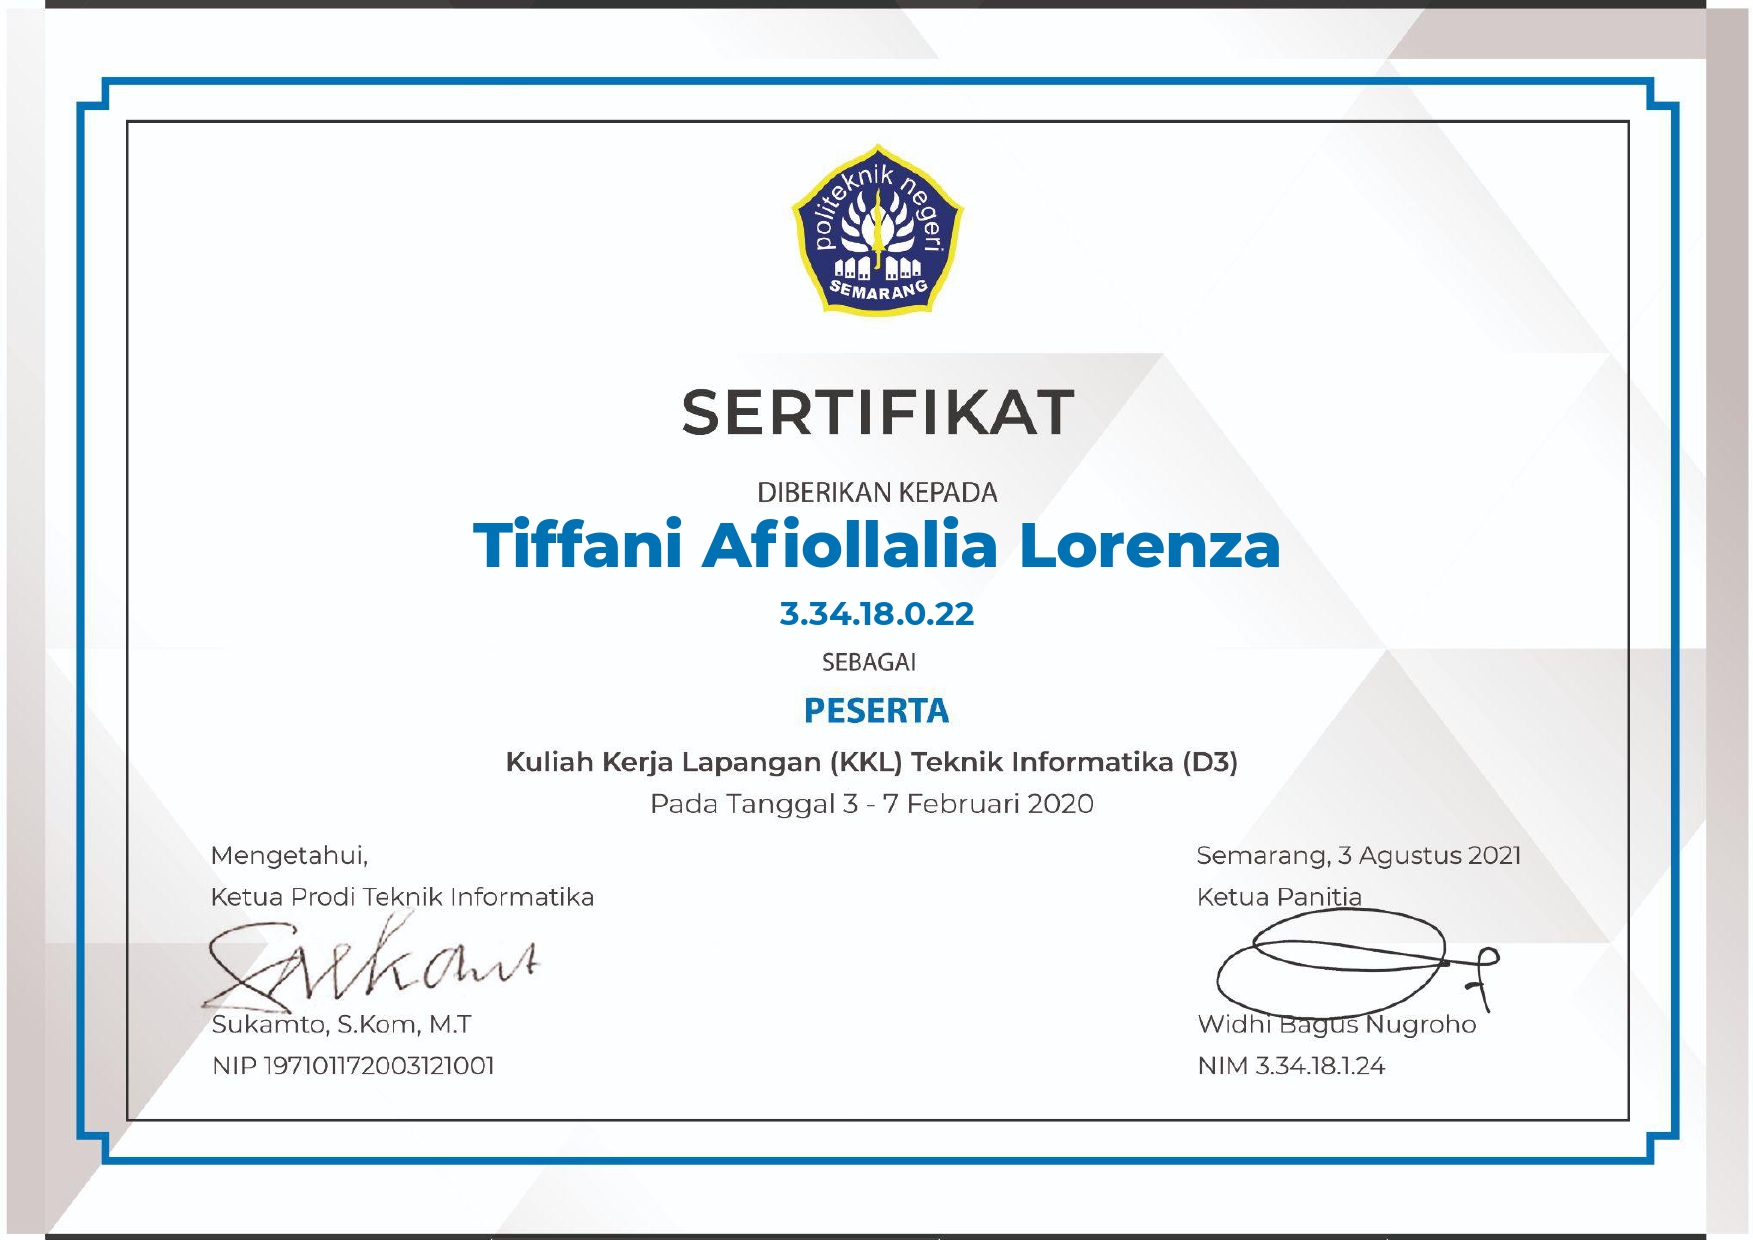 politeknik negeri
SEMARANG
SERTIFIKAT
DIBERIKAN KEPADA
Tiffani Afiollalia Lorenza
3.34.18.0.22
SEBAGAI
PESERTA
Kuliah Kerja Lapangan (KKL) Teknik Informatika (D3)
Pada Tanggal 3 - 7 Februari 2020
Mengetahui,
Ketua Prodi Teknik Informatika
Sukamto, S.Kom, M.T
NIP 197101172003121001
Semarang, 3 Agustus 2021
Ketua Panitia
Widhi Bagus Nugroho
NIM 3.34.18.1.24